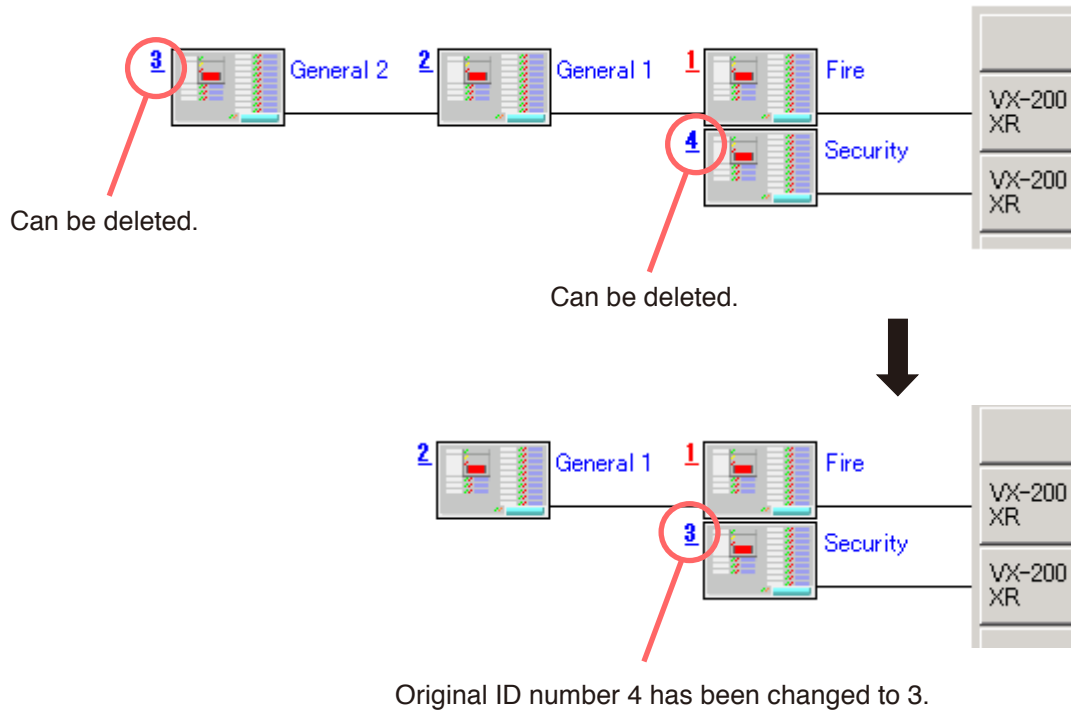 3
General 2
2
General 1
1
Fire
VX-200
XR
4
Security
VX-200
XR
Can be deleted.
Can be deleted.
2
General 1
1
Fire
VX-200
XR
3
Security
VX-200
XR
Original ID number 4 has been changed to 3.